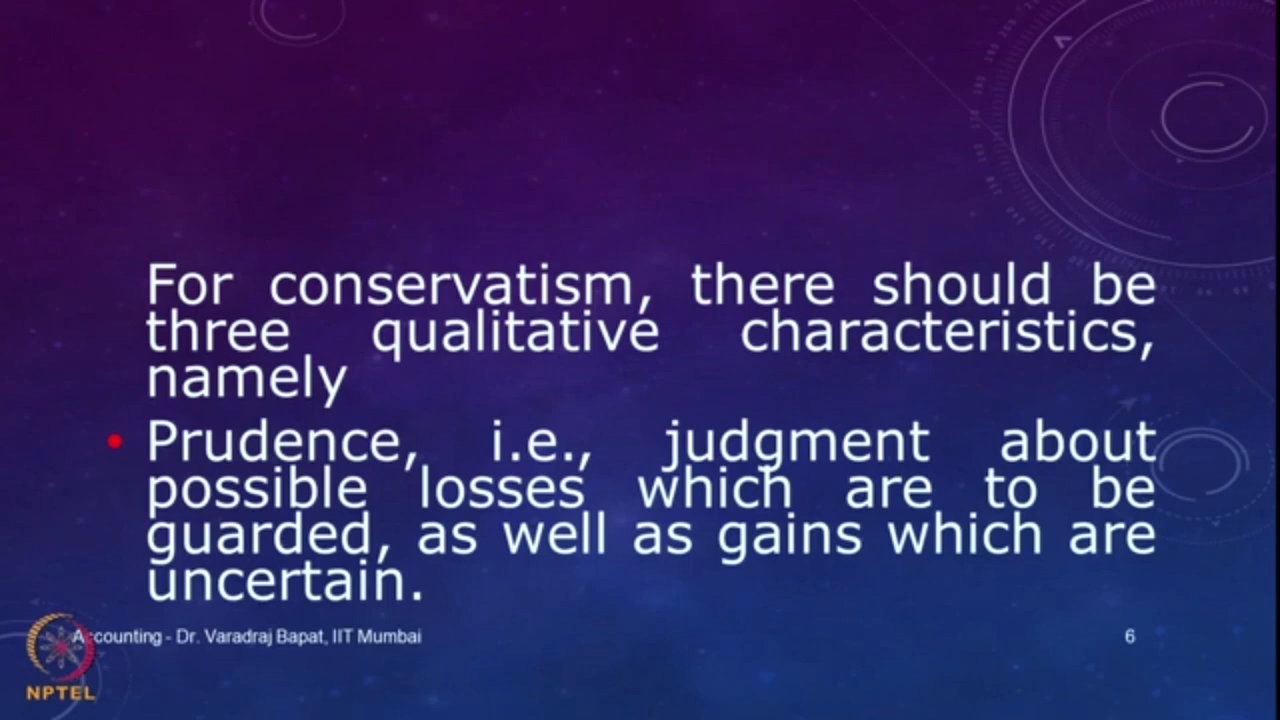 For conservatism, there should be
three qualitative characteristics,
namely
• Prudence, i.e., judgment about
possible losses which are to be
guarded, as well as gains which are
uncertain.
Accounting - Dr. Varadraj Bapat, IIT Mumbai
6
NPTEL